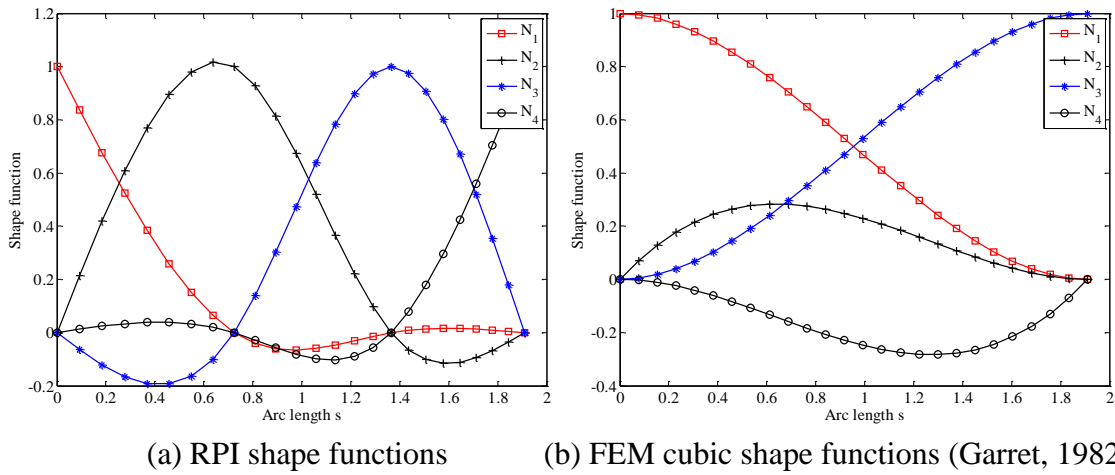 1.2
1
0.8
0.6
0.4
0.2
0
-0.2
Shape function
0 0.2 0.4 0.6 0.8 1 1.2 1.4 1.6 1.8 2
Arc length s
N1
N2
N3
N4
(a) RPI shape functions
1
0.8
0.6
0.4
0.2
0
-0.2
-0.4
Shape function
0 0.2 0.4 0.6 0.8 1 1.2 1.4 1.6 1.8 2
Arc length s
N1
N2
N3
N4
(b) FEM cubic shape functions (Garret, 1982